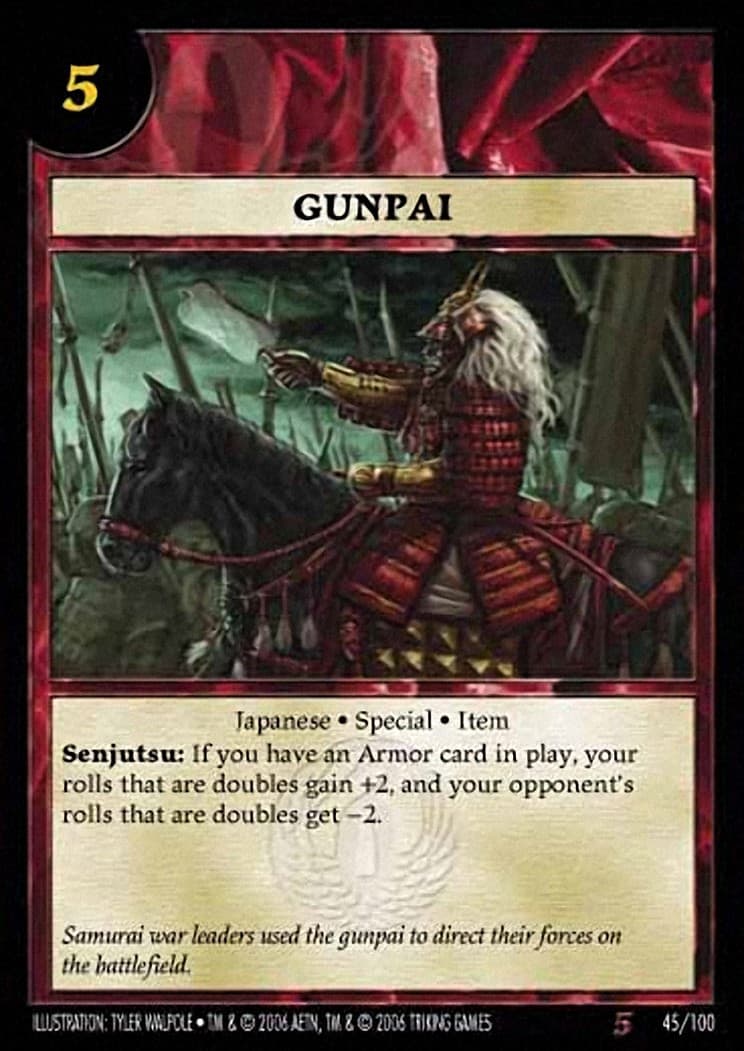 5
GUNPAI
Japanese • Special • Item
Senjutsu: If you have an Armor card in play, your
rolls that are doubles gain +2, and your opponent's
rolls that are doubles get −2.
Samurai war leaders used the gunpai to direct their forces on
the battlefield.
ILLUSTRATION: TYLER WALPOLE • TM & © 2006 AETN, TM & © 2006 TRIKING GAMES 5 45/100